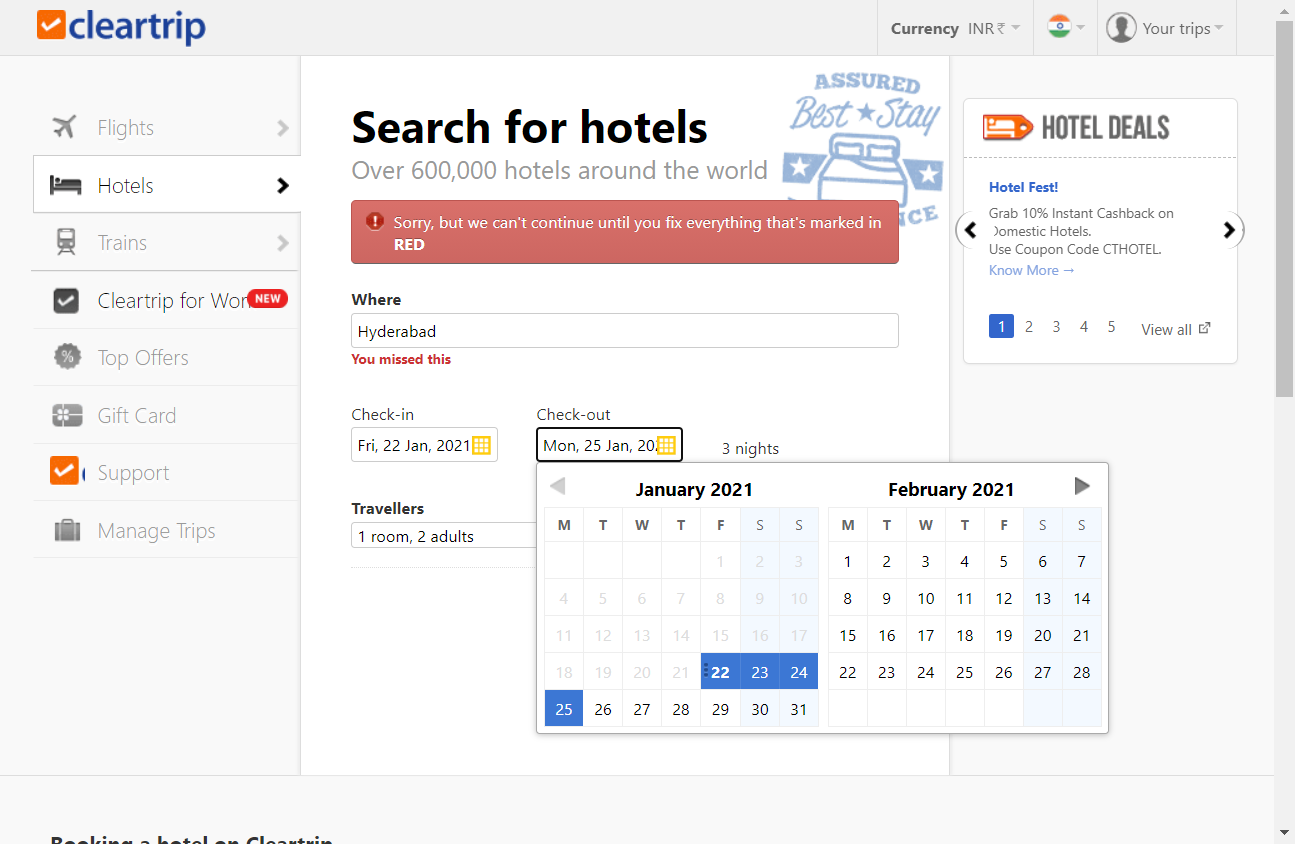 cleartrip
Currency INR₹
Your trips
Flights
Hotels
Trains
Cleartrip for Wor
NEW
Top Offers
Gift Card
Support
Manage Trips
Search for hotels
Over 600,000 hotels around the world
ASSURED
Best ★ Stay
Sorry, but we can't continue until you fix everything that's marked in
RED
Where
Hyderabad
You missed this
Check-in
Check-out
Fri, 22 Jan, 2021
Mon, 25 Jan, 202
3 nights
Travellers
1 room, 2 adults
January 2021
M T W T F S S
1 2 3
4 5 6 7 8 9 10
11 12 13 14 15 16 17
18 19 20 21 22 23 24
25 26 27 28 29 30 31
February 2021
M T W T F S S
1 2 3 4 5 6 7
8 9 10 11 12 13 14
15 16 17 18 19 20 21
22 23 24 25 26 27 28
HOTEL DEALS
Hotel Fest!
Grab 10% Instant Cashback on
Domestic Hotels.
Use Coupon Code CTHOTEL.
Know More →
1 2 3 4 5 View all
Booking a hotel on Cleartrip